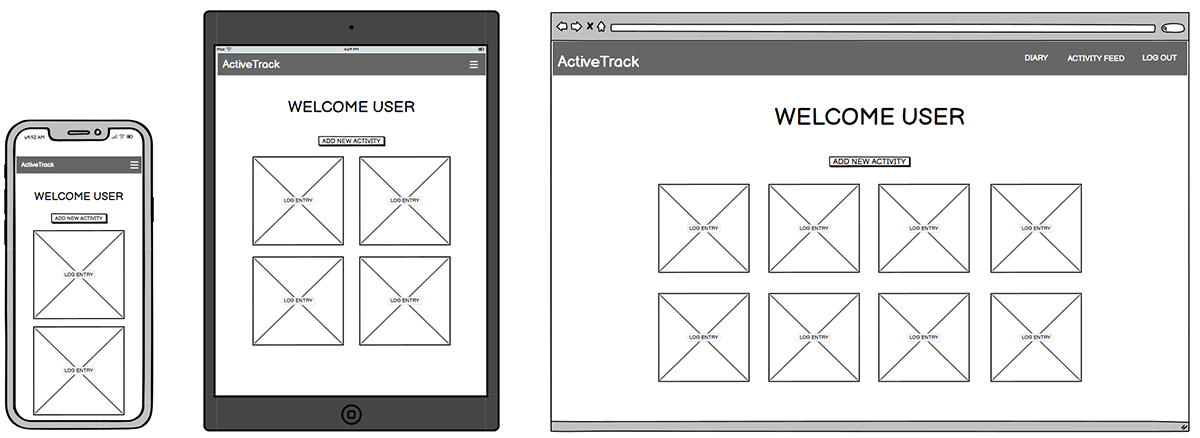 04:52 AM
ActiveTrack
WELCOME USER
ADD NEW ACTIVITY
LOG ENTRY
LOG ENTRY
iPad
4:29 PM
ActiveTrack
WELCOME USER
ADD NEW ACTIVITY
LOG ENTRY LOG ENTRY
LOG ENTRY LOG ENTRY
ActiveTrack DIARY ACTIVITY FEED LOG OUT
WELCOME USER
ADD NEW ACTIVITY
LOG ENTRY LOG ENTRY LOG ENTRY LOG ENTRY
LOG ENTRY LOG ENTRY LOG ENTRY LOG ENTRY